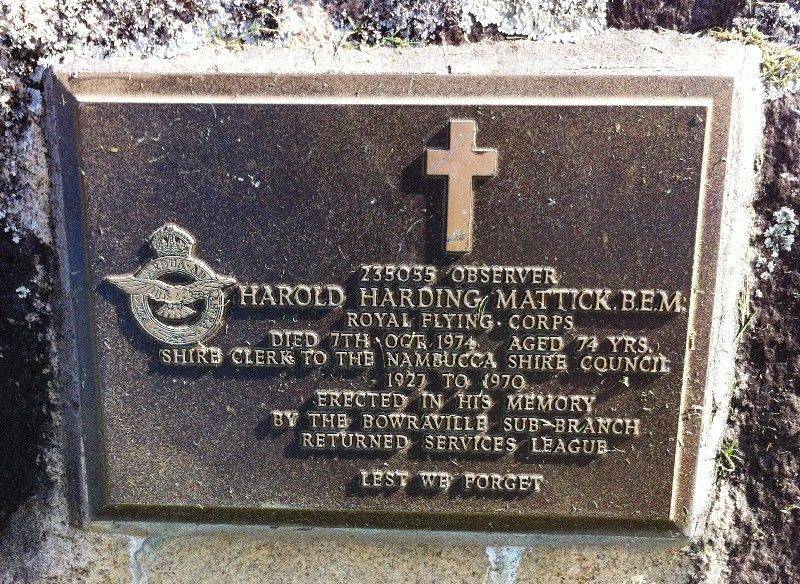 235035 OBSERVER
HAROLD HARDING MATTICK. B.E.M.
ROYAL FLYING CORPS
DIED 7TH OCT 1974 AGED 74 YRS.
SHIRE CLERK TO THE NAMBUCCA SHIRE COUNCIL
1927 TO 1970
ERECTED IN HIS MEMORY
BY THE BOWRAVILLE SUB-BRANCH
RETURNED SERVICES LEAGUE
LEST WE FORGET